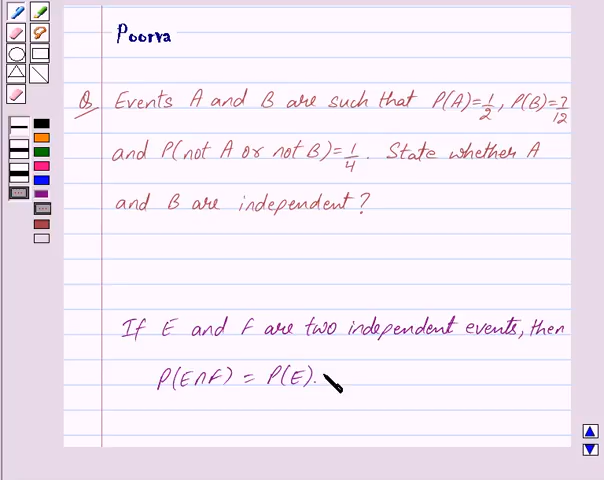 Poorva
Q. Events A and B are such that P(A)=1/2, P(B)=7/12
and P(not A or not B)=1/4. State whether A
and B are independent?
If E and F are two independent events, then
P(E∩F) = P(E).